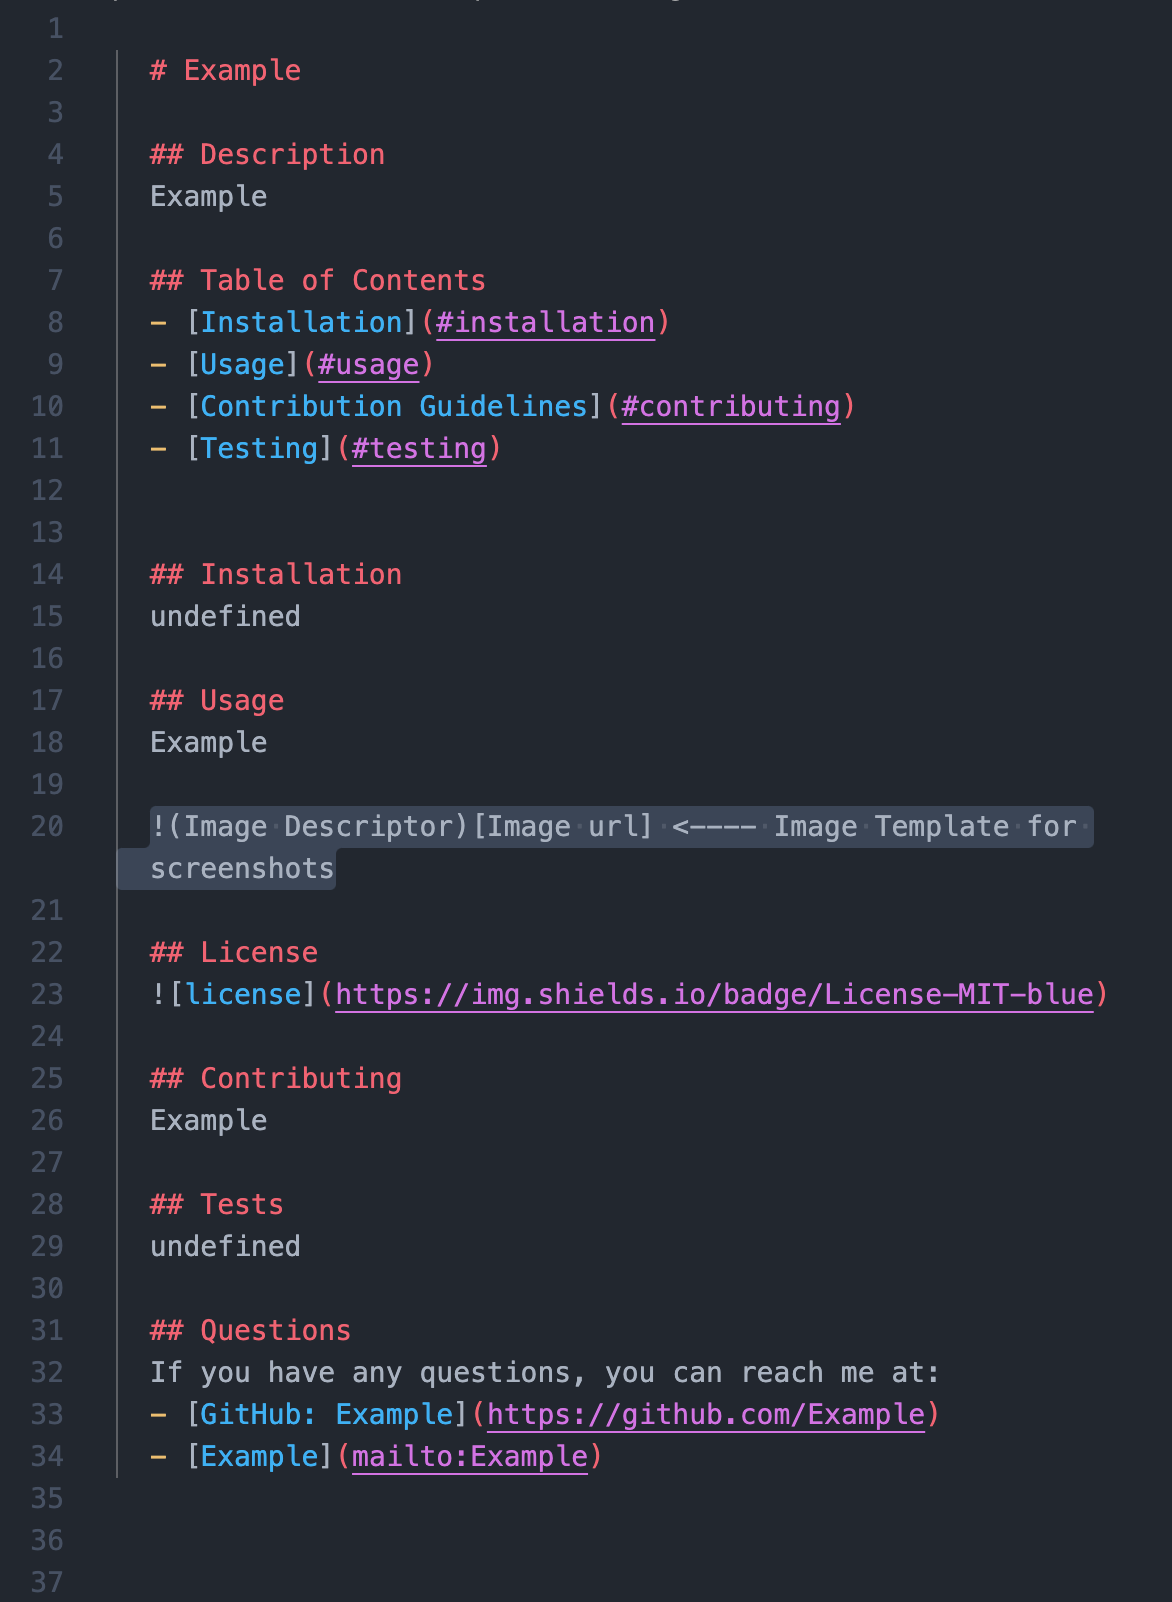 1
2 # Example
3
4 ## Description
5 Example
6
7 ## Table of Contents
8 - [Installation](#installation)
9 - [Usage](#usage)
10 - [Contribution Guidelines](#contributing)
11 - [Testing](#testing)
12
13
14 ## Installation
15 undefined
16
17 ## Usage
18 Example
19
20 !(Image Descriptor)[Image url] <---- Image Template for
screenshots
21
22 ## License
23 ![license](https://img.shields.io/badge/License-MIT-blue)
24
25 ## Contributing
26 Example
27
28 ## Tests
29 undefined
30
31 ## Questions
32 If you have any questions, you can reach me at:
33 - [GitHub: Example](https://github.com/Example)
34 - [Example](mailto:Example)
35
36
37